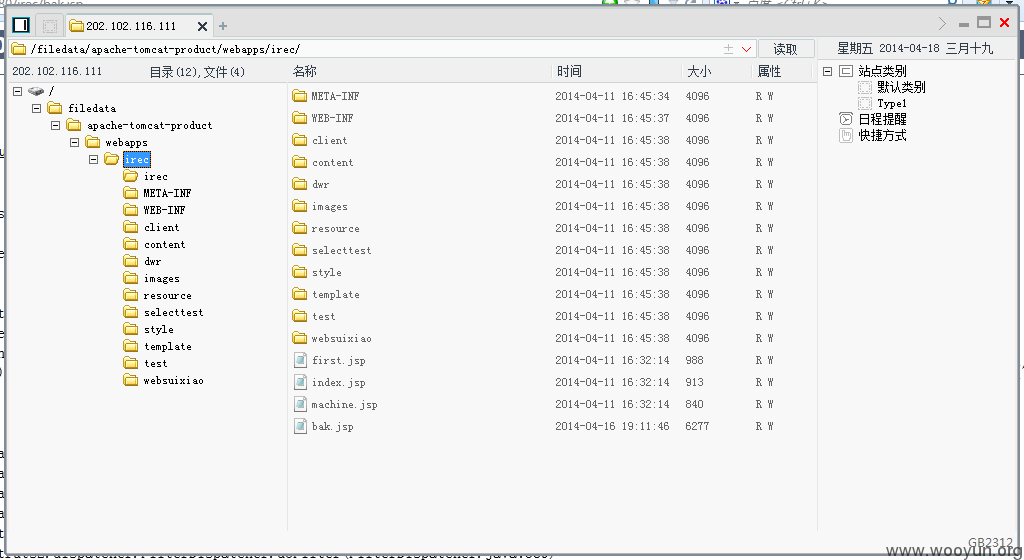 /irec/bak.jsp
202.102.116.111
/filedata/apache-tomcat-product/webapps/irec/ 读取 星期五 2014-04-18 三月十九
202.102.116.111 目录(12),文件(4) 名称 时间 大小 属性
/
filedata
apache-tomcat-product
webapps
irec
irec
META-INF
WEB-INF
client
content
dwr
images
resource
selecttest
style
template
test
websuixiao
META-INF 2014-04-11 16:45:34 4096 R W
WEB-INF 2014-04-11 16:45:37 4096 R W
client 2014-04-11 16:45:38 4096 R W
content 2014-04-11 16:45:38 4096 R W
dwr 2014-04-11 16:45:38 4096 R W
images 2014-04-11 16:45:38 4096 R W
resource 2014-04-11 16:45:38 4096 R W
selecttest 2014-04-11 16:45:38 4096 R W
style 2014-04-11 16:45:38 4096 R W
template 2014-04-11 16:45:38 4096 R W
test 2014-04-11 16:45:38 4096 R W
websuixiao 2014-04-11 16:45:38 4096 R W
first.jsp 2014-04-11 16:32:14 988 R W
index.jsp 2014-04-11 16:32:14 913 R W
machine.jsp 2014-04-11 16:32:14 840 R W
bak.jsp 2014-04-16 19:11:46 6277 R W
站点类别
默认类别
Type1
日程提醒
快捷方式
GB2312
www.wooyun.org